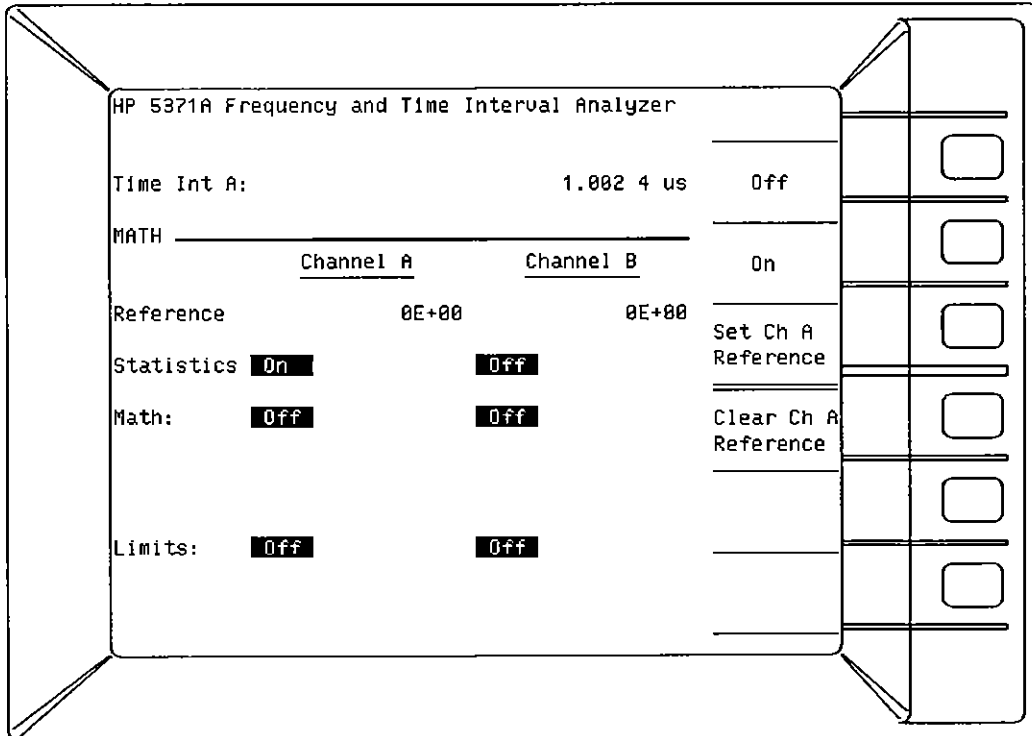 HP 5371A Frequency and Time Interval Analyzer
Time Int A: 1.002 4 us
MATH
Channel A Channel B
Reference 0E+00 0E+00
Statistics On Off
Math: Off Off
Limits: Off Off
Off
On
Set Ch A
Reference
Clear Ch A
Reference